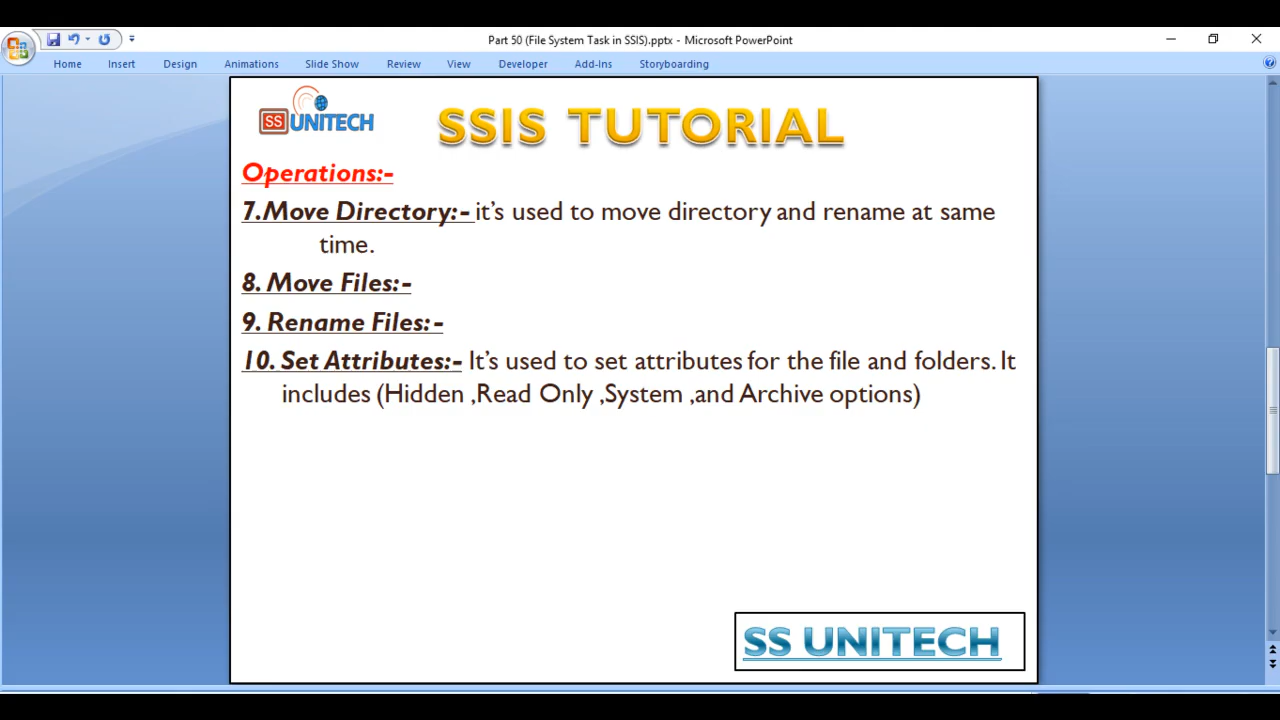 Part 50 (File System Task in SSIS).pptx - Microsoft PowerPoint
Home Insert Design Animations Slide Show Review View Developer Add-Ins Storyboarding
SS UNITECH
SSIS TUTORIAL
Operations:-
7.Move Directory:- it’s used to move directory and rename at same
time.
8. Move Files:-
9. Rename Files:-
10. Set Attributes:- It’s used to set attributes for the file and folders. It
includes (Hidden ,Read Only ,System ,and Archive options)
SS UNITECH